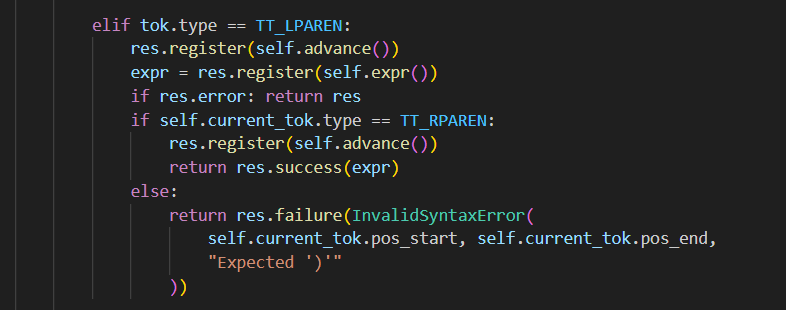 elif tok.type == TT_LPAREN:
res.register(self.advance())
expr = res.register(self.expr())
if res.error: return res
if self.current_tok.type == TT_RPAREN:
res.register(self.advance())
return res.success(expr)
else:
return res.failure(InvalidSyntaxError(
self.current_tok.pos_start, self.current_tok.pos_end,
"Expected ')'"
))